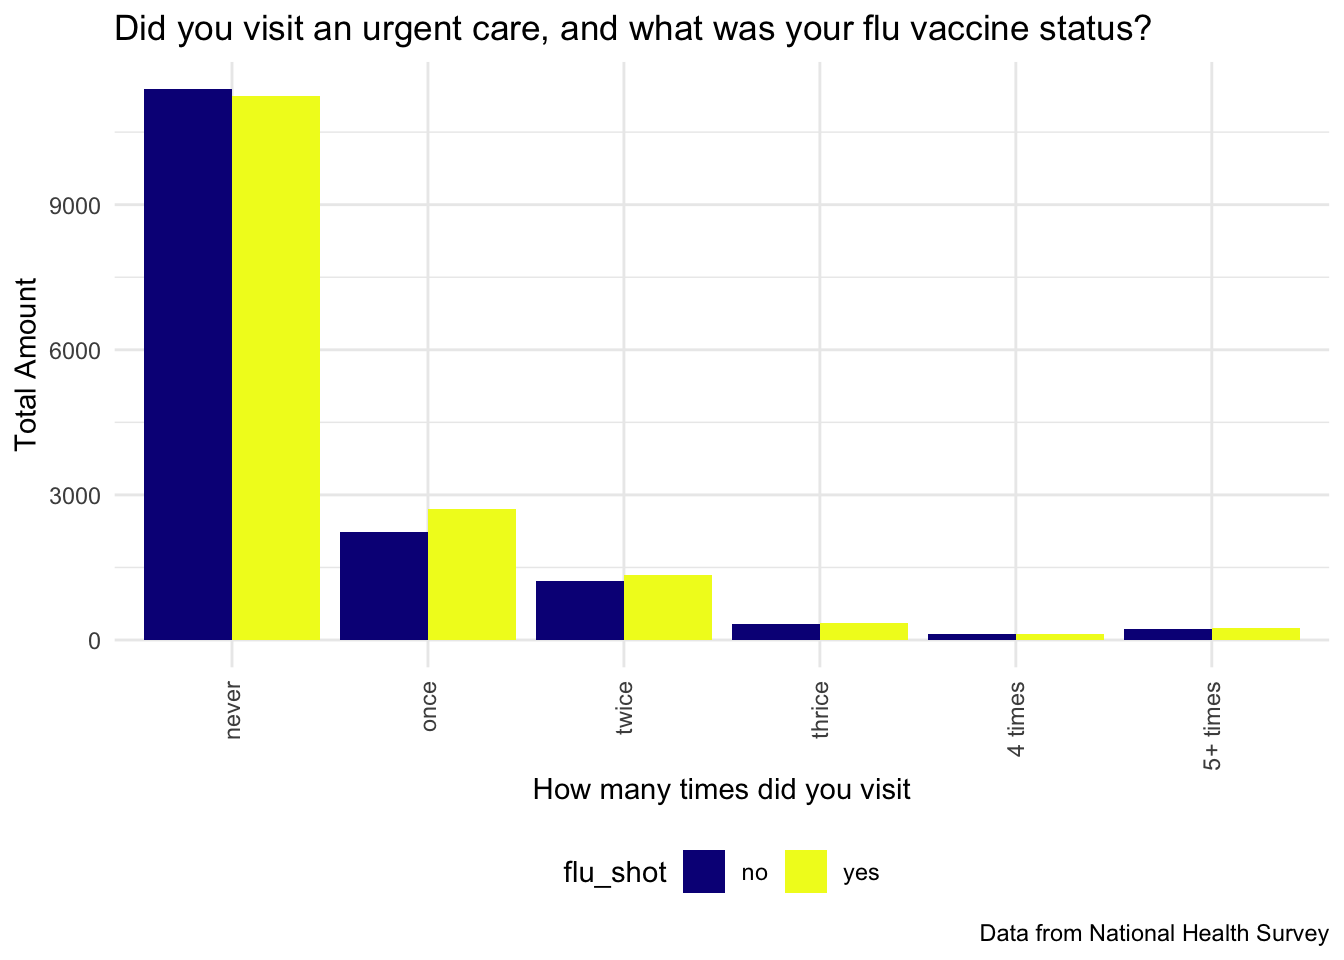 Did you visit an urgent care, and what was your flu vaccine status?
Total Amount
9000
6000
3000
0
never
once
twice
thrice
4 times
5+ times
How many times did you visit
flu_shot no yes
Data from National Health Survey